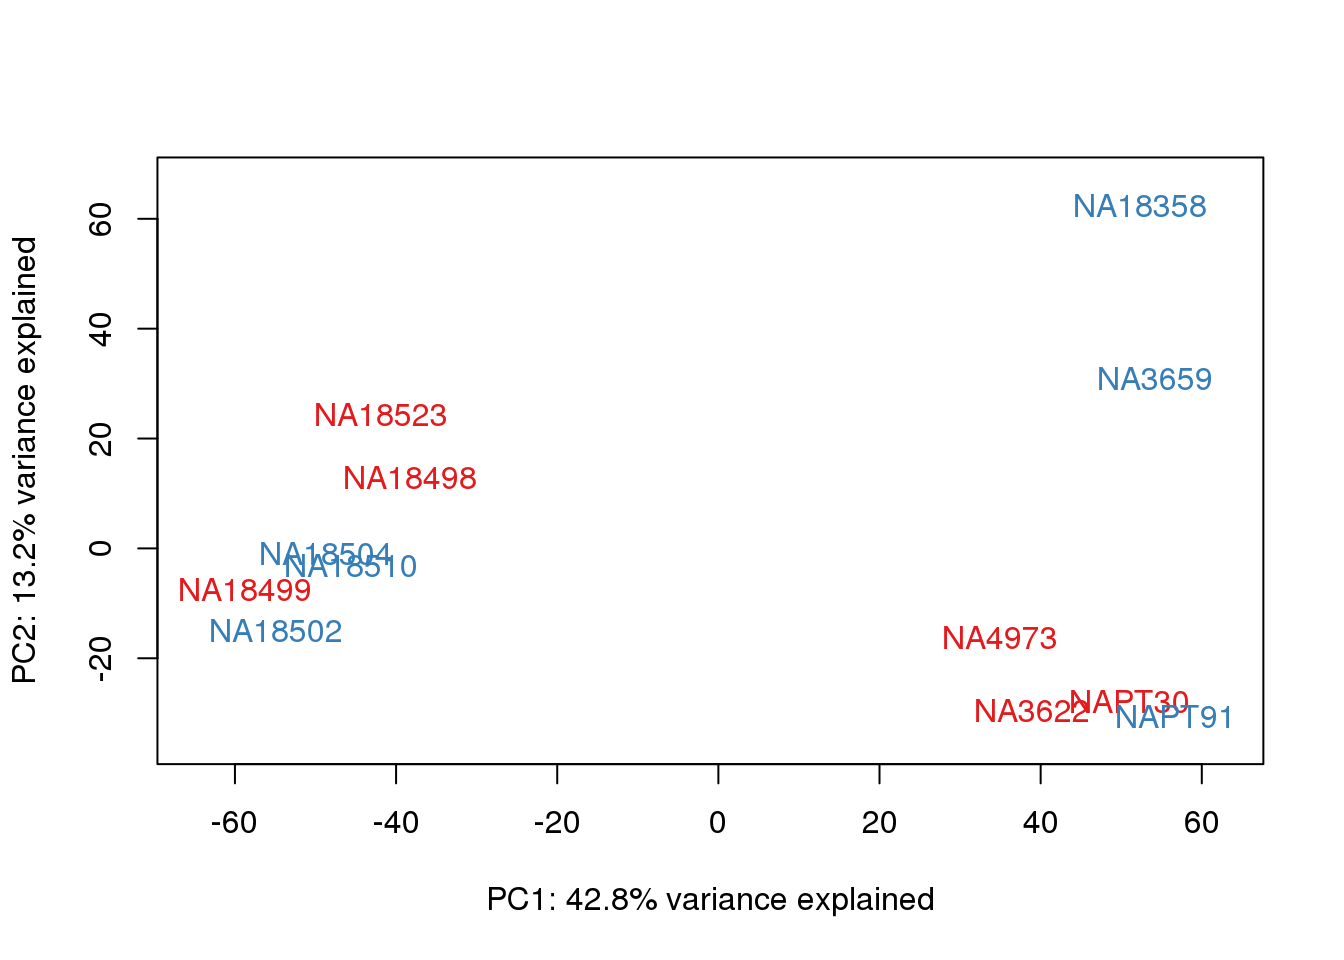 NA18358
NA3659
NA18523
NA18498
NA18504
NA18510
NA18499
NA18502
NA4973
NAPT30
NA3622
NAPT91
60
40
20
0
-20
PC2: 13.2% variance explained
-60
-40
-20
0
20
40
60
PC1: 42.8% variance explained